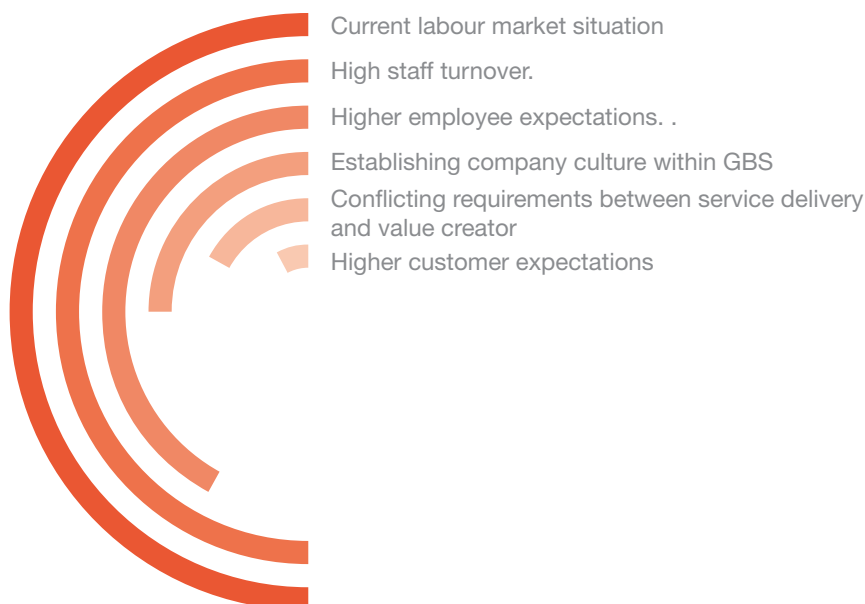 Current labour market situation
High staff turnover.
Higher employee expectations. .
Establishing company culture within GBS
Conflicting requirements between service delivery
and value creator
Higher customer expectations